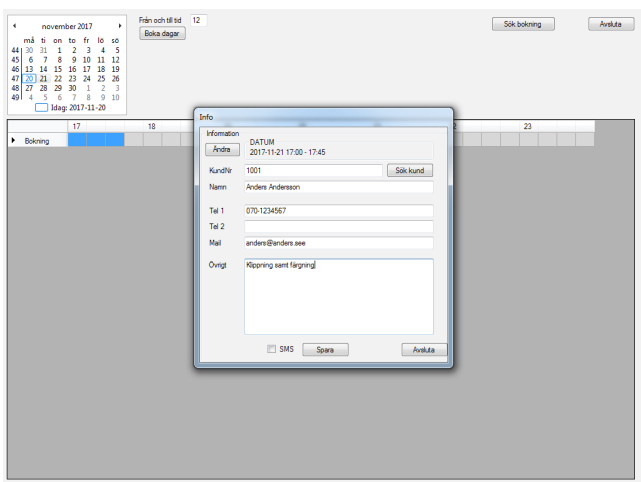 november 2017
må ti on to fr lö sö
44 30 31 1 2 3 4 5
45 6 7 8 9 10 11 12
46 13 14 15 16 17 18 19
47 20 21 22 23 24 25 26
48 27 28 29 30 1 2 3
49 4 5 6 7 8 9 10
Idag: 2017-11-20
Från och till tid 12
Boka dagar
Sök bokning Avsluta
17 18 23
Bokning
Info
Information
Ändra
DATUM
2017-11-21 17:00 - 17:45
KundNr 1001 Sök kund
Namn Anders Andersson
Tel 1 070-1234567
Tel 2
Mail anders@anders.see
Övrigt Klippning samt färgning
SMS Spara Avsluta